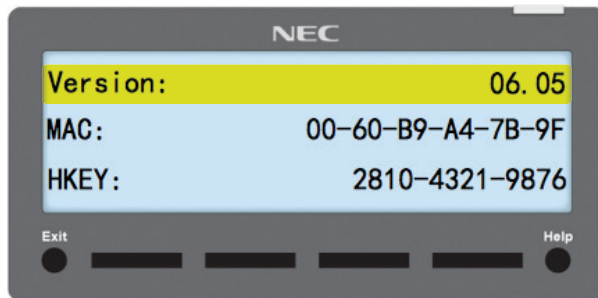 NEC
Version: 06.05
MAC: 00-60-B9-A4-7B-9F
HKEY: 2810-4321-9876
Exit Help